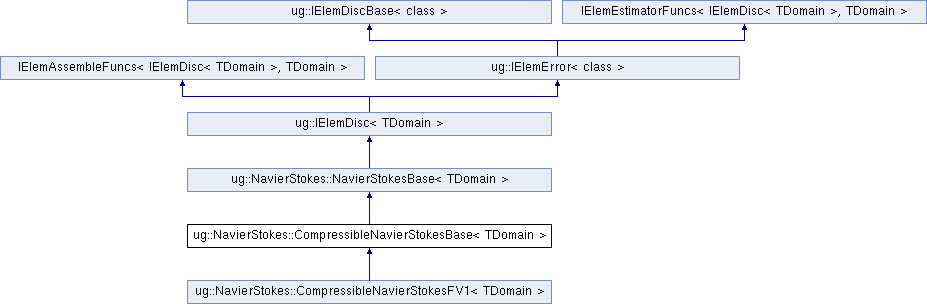 ug::IElemDiscBase< class >
IElemEstimatorFuncs< IElemDisc< TDomain >, TDomain >
IElemAssembleFuncs< IElemDisc< TDomain >, TDomain >
ug::IElemError< class >
ug::IElemDisc< TDomain >
ug::NavierStokes::NavierStokesBase< TDomain >
ug::NavierStokes::CompressibleNavierStokesBase< TDomain >
ug::NavierStokes::CompressibleNavierStokesFV1< TDomain >